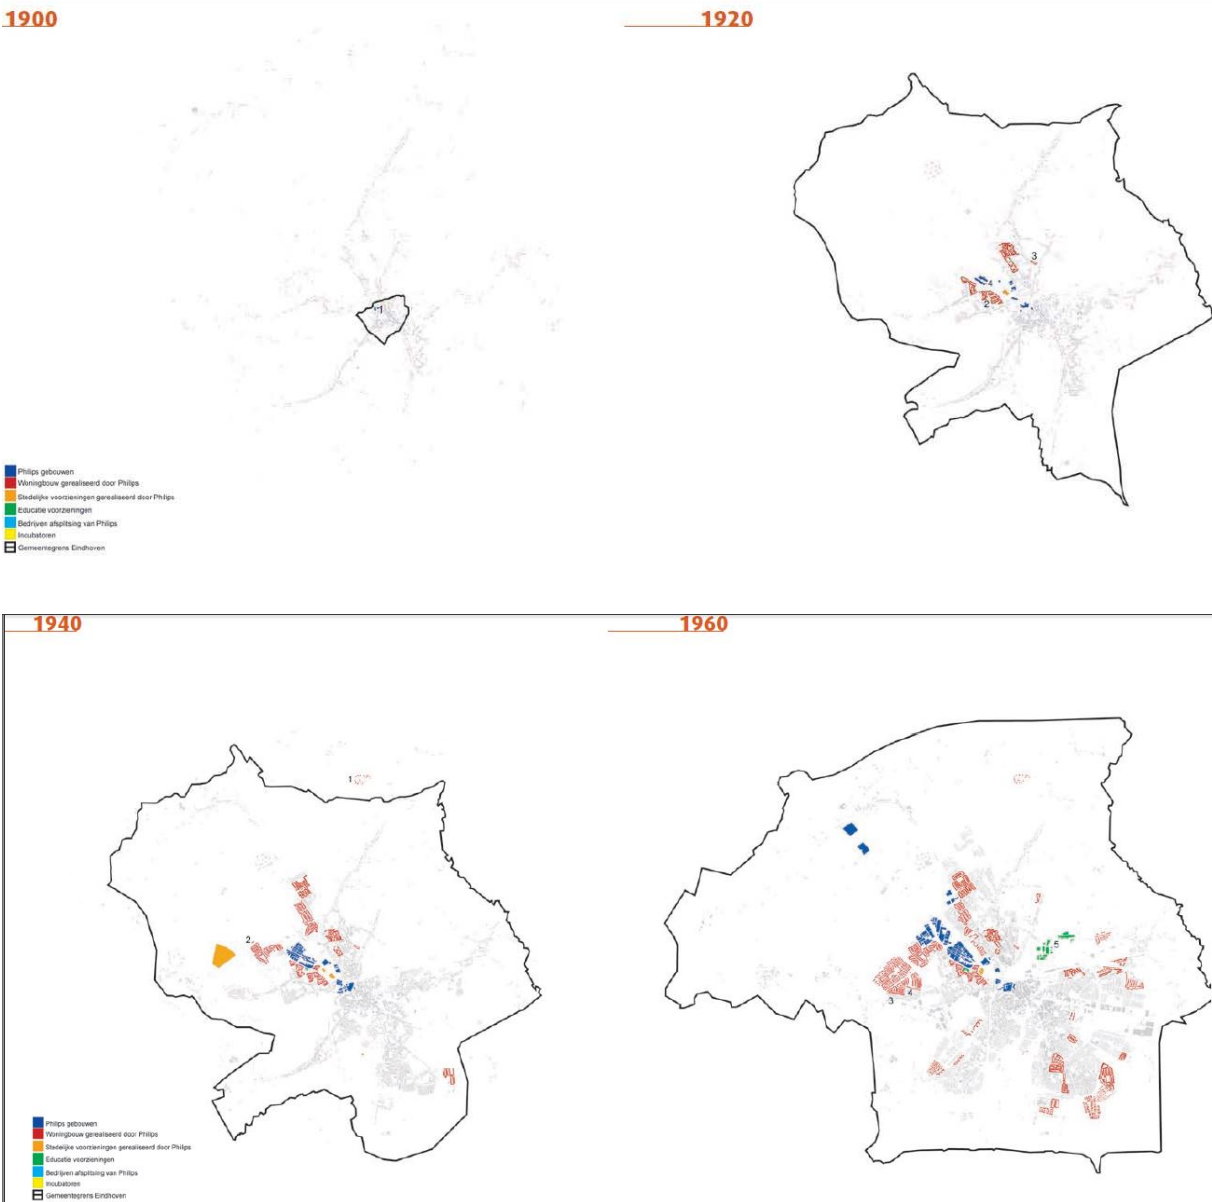 1900
1920
1
3
4
2
Philips gebouwen
Woningbouw gerealiseerd door Philips
Stedelijke voorzieningen gerealiseerd door Philips
Educatie voorzieningen
Bedrijven afsplitsing van Philips
Incubatoren
Gemeentegrens Eindhoven
1940
1960
1
2
5
3
4
Philips gebouwen
Woningbouw gerealiseerd door Philips
Stedelijke voorzieningen gerealiseerd door Philips
Educatie voorzieningen
Bedrijven afsplitsing van Philips
Incubatoren
Gemeentegrens Eindhoven